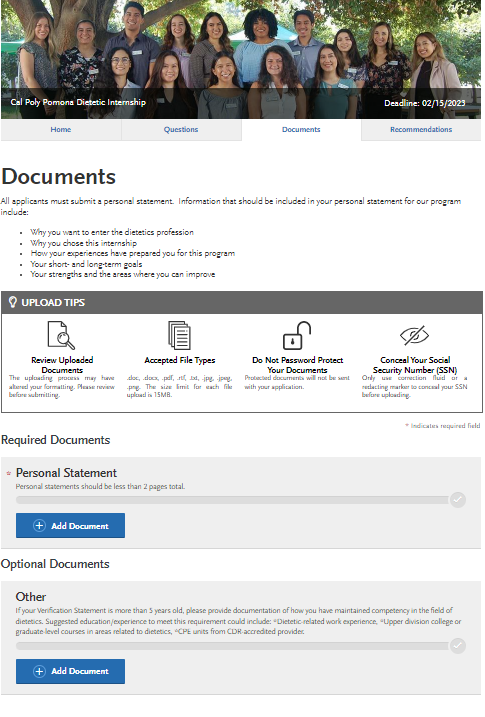 Cal Poly Pomona Dietetic Internship
Deadline: 02/15/2023
Home
Questions
Documents
Recommendations
Documents
All applicants must submit a personal statement. Information that should be included in your personal statement for our program
include:
• Why you want to enter the dietetics profession
• Why you chose this internship
• How your experiences have prepared you for this program
• Your short- and long-term goals
• Your strengths and the areas where you can improve
UPLOAD TIPS
Review Uploaded
Documents
The uploading process may have
altered your formatting. Please review
before submitting.
Accepted File Types
.doc, .docx, .pdf, .rtf, .txt, .jpg, .jpeg,
.png. The size limit for each file
upload is 15MB.
Do Not Password Protect
Your Documents
Protected documents will not be sent
with your application.
Conceal Your Social
Security Number (SSN)
Only use correction fluid or a
redacting marker to conceal your SSN
before uploading.
* Indicates required field
Required Documents
* Personal Statement
Personal statements should be less than 2 pages total.
Add Document
Optional Documents
Other
If your Verification Statement is more than 5 years old, please provide documentation of how you have maintained competency in the field of
dietetics. Suggested education/experience to meet this requirement could include: *Dietetic-related work experience, *Upper division college or
graduate-level courses in areas related to dietetics, *CPE units from CDR-accredited provider.
Add Document